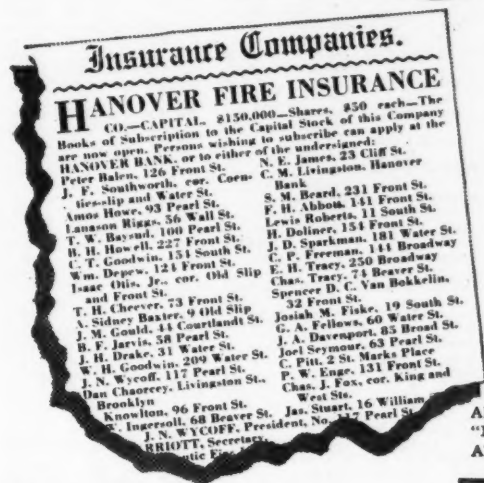 Insurance Companies.
HANOVER FIRE INSURANCE
CO.—CAPITAL, $150,000—Shares, $50 each—The
Books of Subscription to the Capital Stock of this Company
are now open. Persons wishing to subscribe can apply at the
HANOVER BANK, or to either of the undersigned:
Peter Balen, 126 Front St.
J. F. Southworth, cor. Coen-
ties-slip and Water St.
Amos Howe, 93 Pearl St.
Lanason Riggs, 56 Wall St.
T. W. Baysud, 100 Pearl St.
B. H. Howell, 227 Front St.
C. T. Goodwin, 154 South St.
Wm. Depew, 124 Front St.
Isaac Otis, Jr., cor. Old Slip
and Front St.
T. H. Cheever, 73 Front St.
A. Sidney Baxter, 9 Old Slip
J. M. Gould, 44 Courtlandt St.
B. F. Jarvis, 58 Pearl St.
J. H. Drake, 31 Water St.
W. H. Goodwin, 209 Water St.
J. N. Wycoff, 117 Pearl St.
Dan Chaorcey, Livingston St.,
Brooklyn
Knowlton, 96 Front St.
W. Ingersoll, 68 Beaver St.
N. E. James, 23 Cliff St.
C. M. Livingston, Hanover
Bank
S. M. Beard, 231 Front St.
F. H. Abbott, 141 Front St.
Lewis Roberts, 11 South St.
H. Doliner, 154 Front St.
J. D. Sparkman, 181 Water St.
C. P. Freeman, 144 Broadway
E. H. Tracy, 250 Broadway
Chas. Tracy, 74 Beaver St.
Spencer D. C. Van Bokkelin,
32 Front St.
Josiah M. Fiske, 19 South St.
G. A. Fellows, 60 Water St.
J. A. Davenport, 85 Broad St.
Joel Seymour, 63 Pearl St.
C. Pitt, 2 St. Marks Place
P. W. Enge, 131 Front St.
Chas. J. Fox, cor. King and
West Sts.
Jas. Stuart, 16 William
J. N. WYCOFF, President, No. 117 Pearl St.
RRIOTT, Secretary,